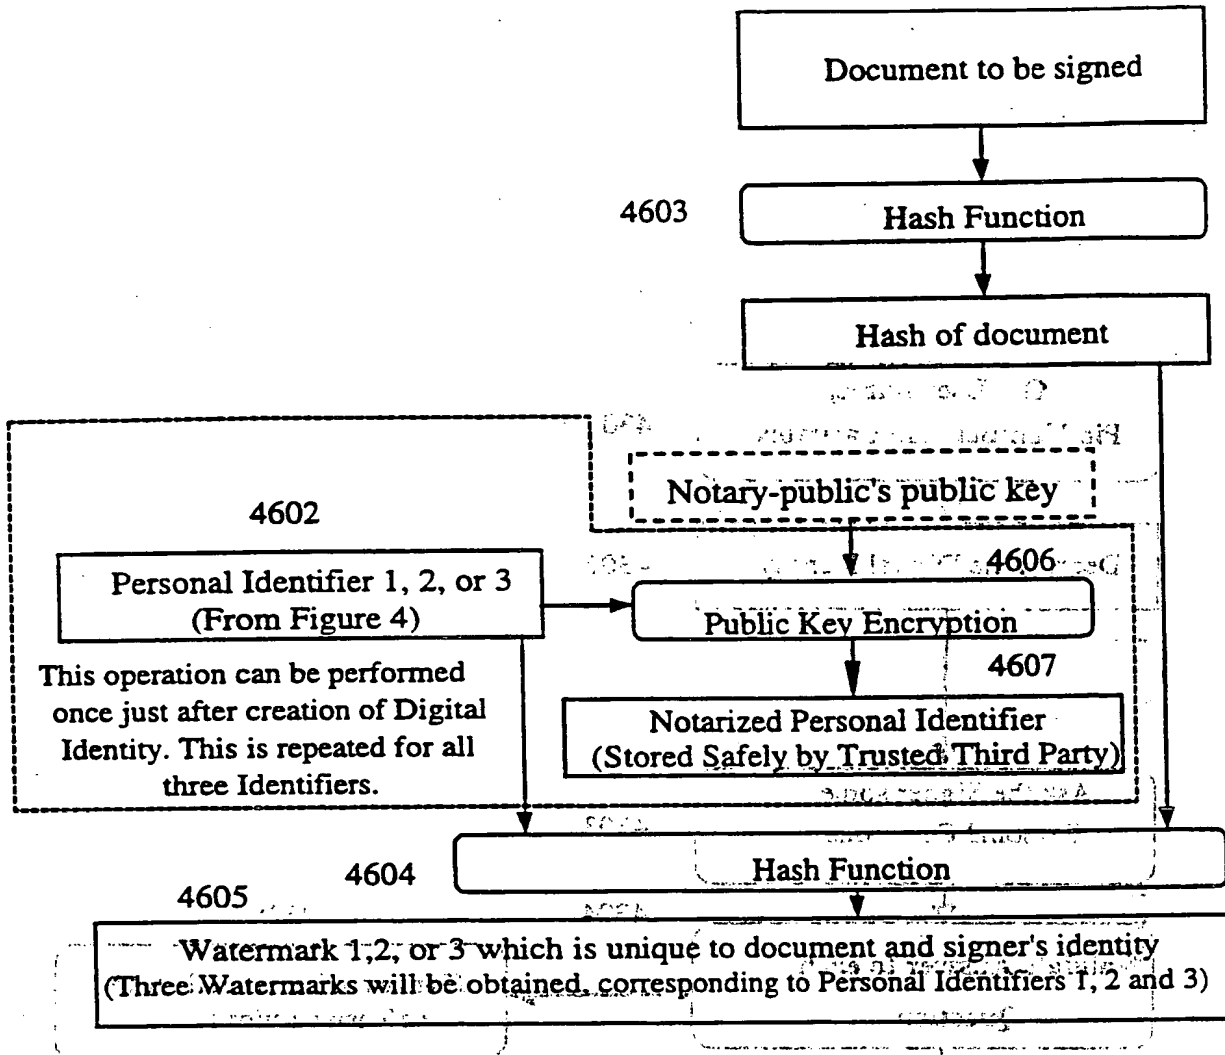 Document to be signed
4603
Hash Function
Hash of document
Notary-public's public key
4602
4606
Personal Identifier 1, 2, or 3
(From Figure 4)
Public Key Encryption
4607
This operation can be performed
once just after creation of Digital
Identity. This is repeated for all
three Identifiers.
Notarized Personal Identifier
(Stored Safely by Trusted Third Party)
4604
Hash Function
4605
Watermark 1,2, or 3 which is unique to document and signer's identity
(Three Watermarks will be obtained, corresponding to Personal Identifiers 1, 2 and 3)